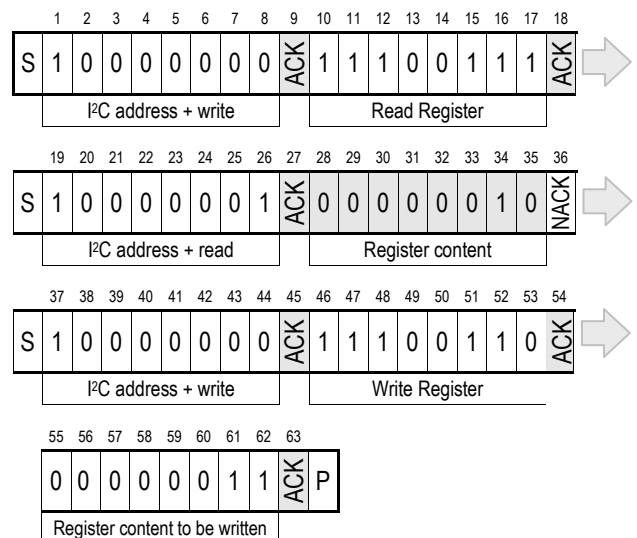 1 2 3 4 5 6 7 8 9 10 11 12 13 14 15 16 17 18
S 1 0 0 0 0 0 0 0 ACK 1 1 1 0 0 1 1 1 ACK
I²C address + write Read Register
19 20 21 22 23 24 25 26 27 28 29 30 31 32 33 34 35 36
S 1 0 0 0 0 0 0 1 ACK 0 0 0 0 0 0 1 0 NACK
I²C address + read Register content
37 38 39 40 41 42 43 44 45 46 47 48 49 50 51 52 53 54
S 1 0 0 0 0 0 0 0 ACK 1 1 1 0 0 1 1 0 ACK
I²C address + write Write Register
55 56 57 58 59 60 61 62 63
0 0 0 0 0 0 1 1 ACK P
Register content to be written